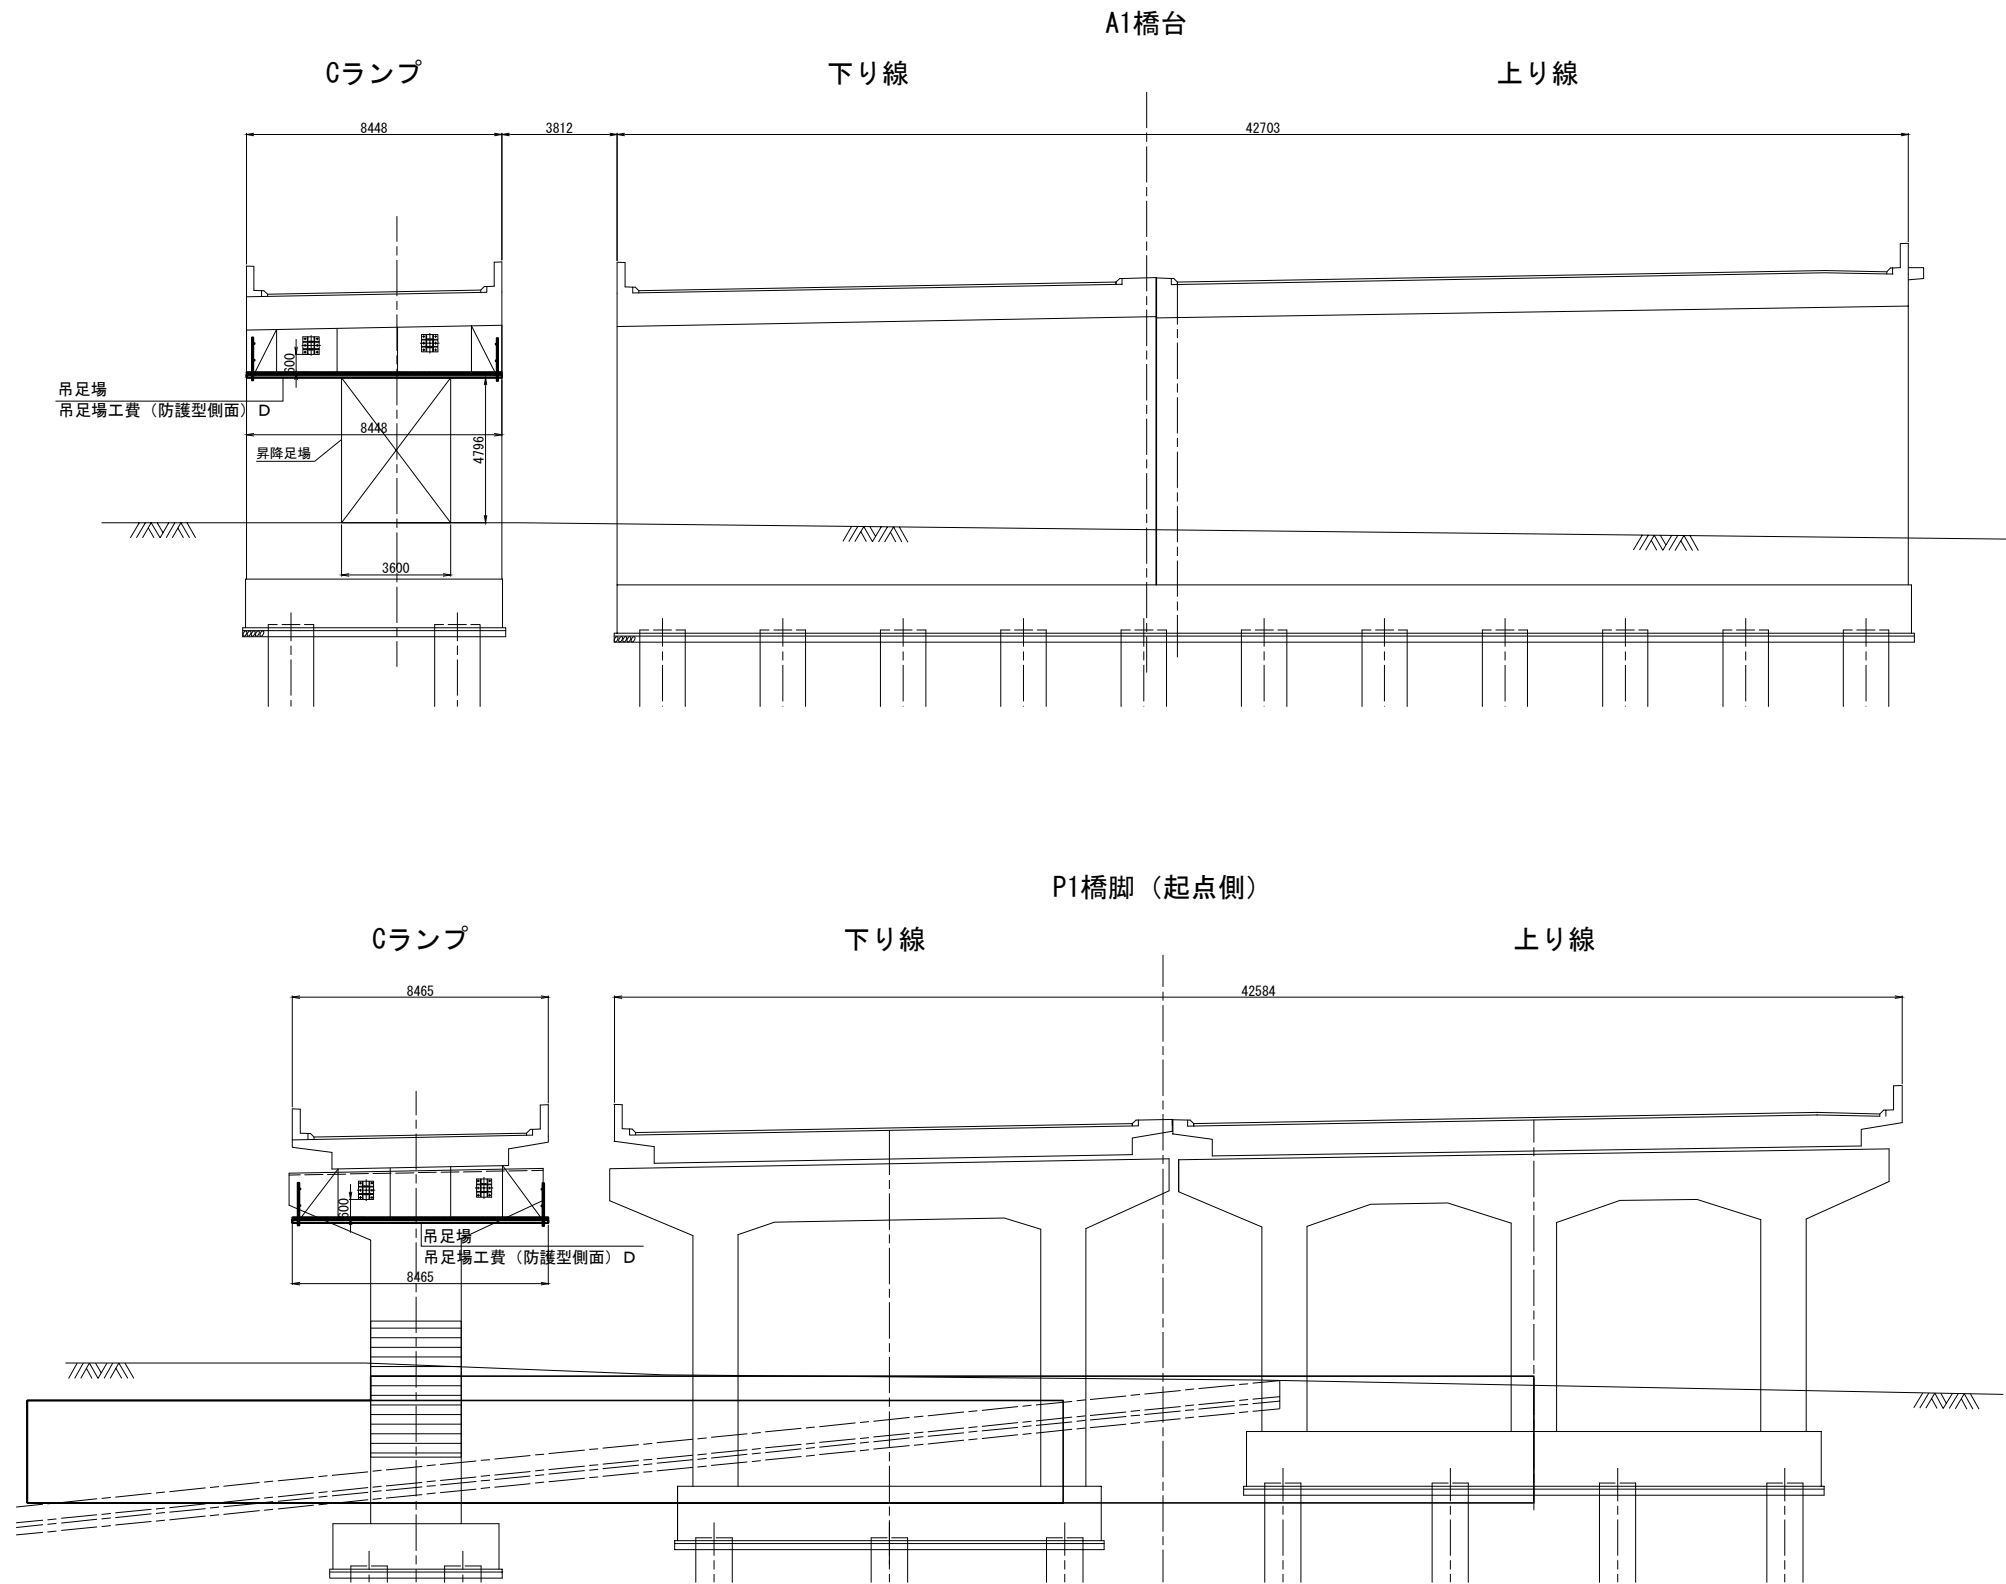 A1橋台
Cランプ 下り線 上り線
8448 3812 42703
600
吊足場
吊足場工費（防護型側面）D
8448
昇降足場
4796
3600
P1橋脚（起点側）
Cランプ 下り線 上り線
8465 42584
600
吊足場
吊足場工費（防護型側面）D
8465